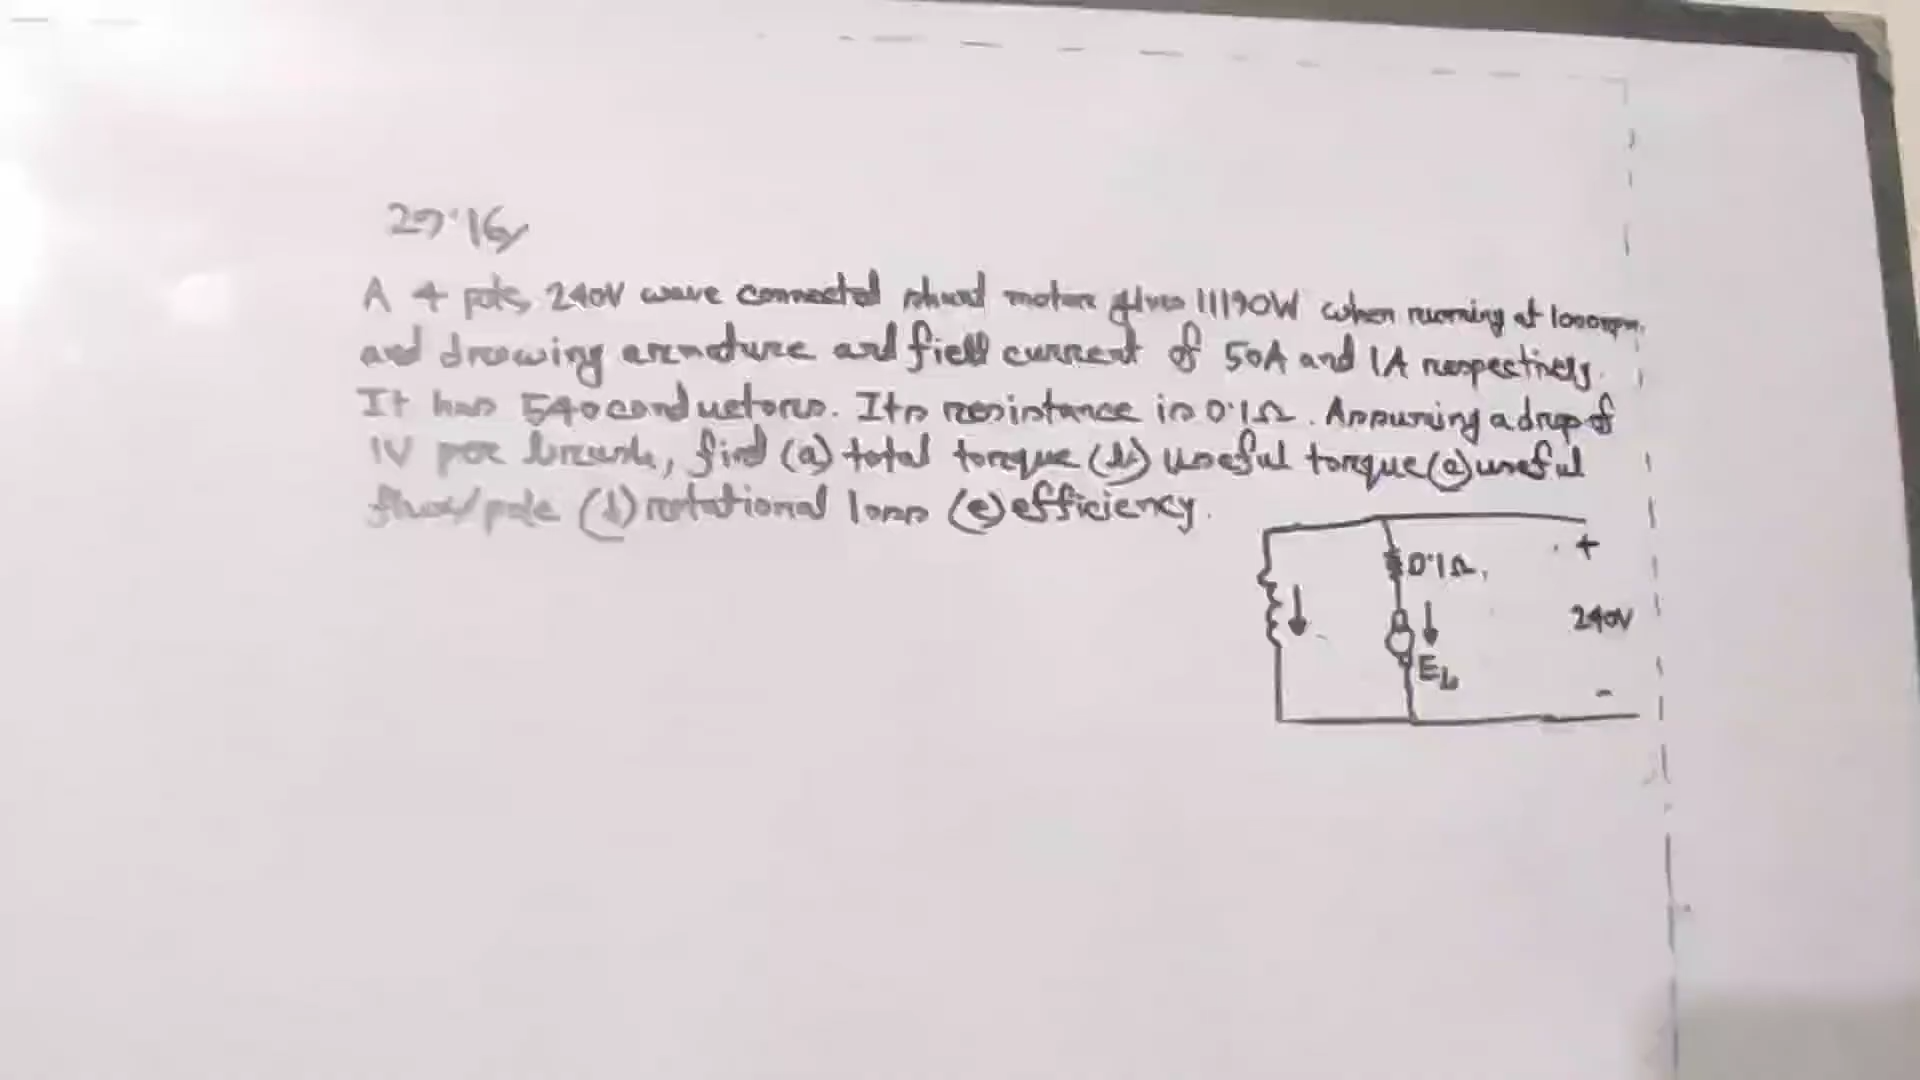 29.16
A 4 pole, 240V wave connected shunt motor gives 11190W when running at 1000rpm.
and drawing armature and field current of 50A and 1A respectively.
It has 540 conductors. Its resistance is 0.1Ω. Assuming a drop of
1V per brush, find (a) total torque (b) useful torque (c) useful
flux/pole (d) rotational loss (e) efficiency.
+
0.1Ω.
240V
E_b
-